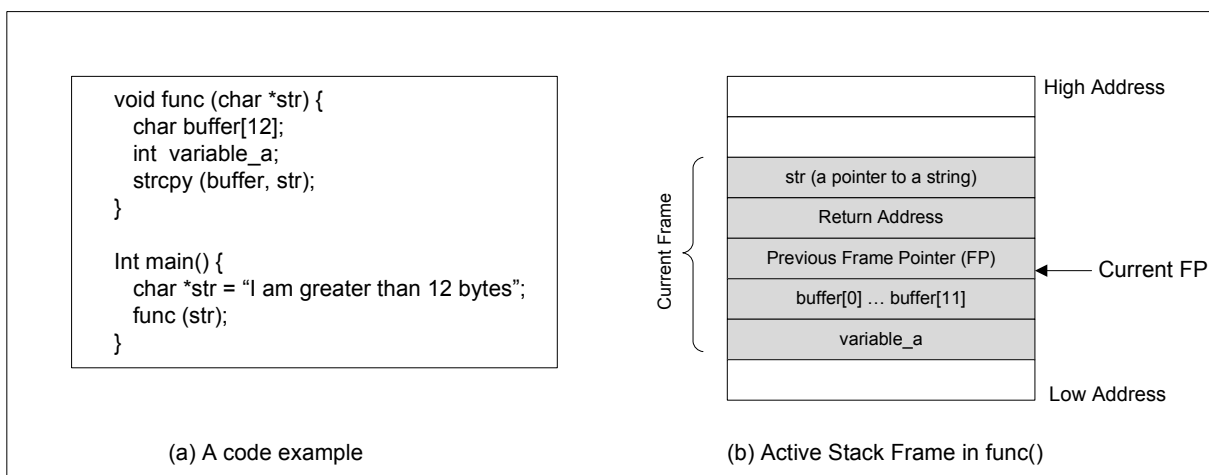 void func (char *str) {
char buffer[12];
int variable_a;
strcpy (buffer, str);
}
Int main() {
char *str = “I am greater than 12 bytes”;
func (str);
}
(a) A code example
High Address
Current Frame
str (a pointer to a string)
Return Address
Previous Frame Pointer (FP)
Current FP
buffer[0] … buffer[11]
variable_a
Low Address
(b) Active Stack Frame in func()